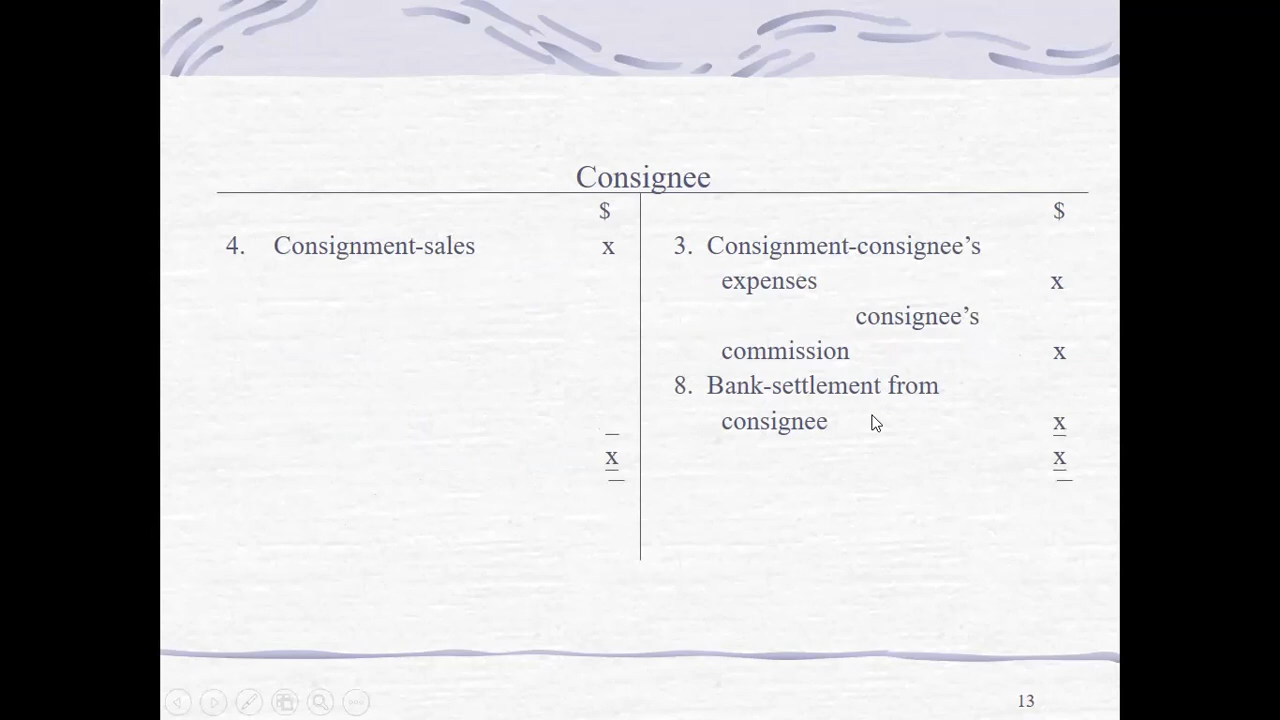 Consignee
$ $
4. Consignment-sales x 3. Consignment-consignee’s
expenses x
consignee’s
commission x
8. Bank-settlement from
consignee x
x x
13